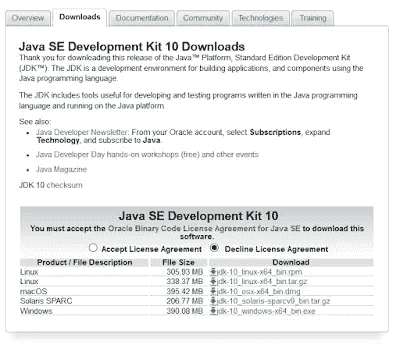 Overview Downloads Documentation Community Technologies Training
Java SE Development Kit 10 Downloads
Thank you for downloading this release of the Java™ Platform, Standard Edition Development Kit
(JDK™). The JDK is a development environment for building applications, and components using the
Java programming language.
The JDK includes tools useful for developing and testing programs written in the Java programming
language and running on the Java platform.
See also:
• Java Developer Newsletter: From your Oracle account, select Subscriptions, expand
Technology, and subscribe to Java.
• Java Developer Day hands-on workshops (free) and other events
• Java Magazine
JDK 10 checksum
Java SE Development Kit 10
You must accept the Oracle Binary Code License Agreement for Java SE to download this
software.
Accept License Agreement Decline License Agreement
Product / File Description File Size Download
Linux 305.93 MB jdk-10_linux-x64_bin.rpm
Linux 338.37 MB jdk-10_linux-x64_bin.tar.gz
macOS 395.42 MB jdk-10_osx-x64_bin.dmg
Solaris SPARC 206.77 MB jdk-10_solaris-sparcv9_bin.tar.gz
Windows 390.08 MB jdk-10_windows-x64_bin.exe